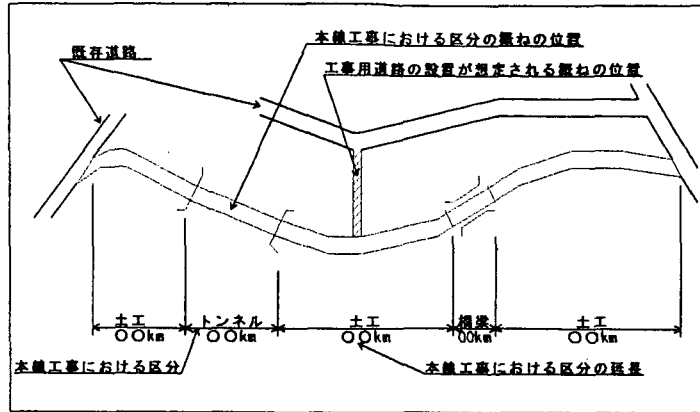 本線工事における区分の概ねの位置
既存道路
工事用道路の設置が想定される概ねの位置
土工
○○km
トンネル
○○km
土工
○○km
橋梁
○○km
土工
○○km
本線工事における区分
本線工事における区分の延長